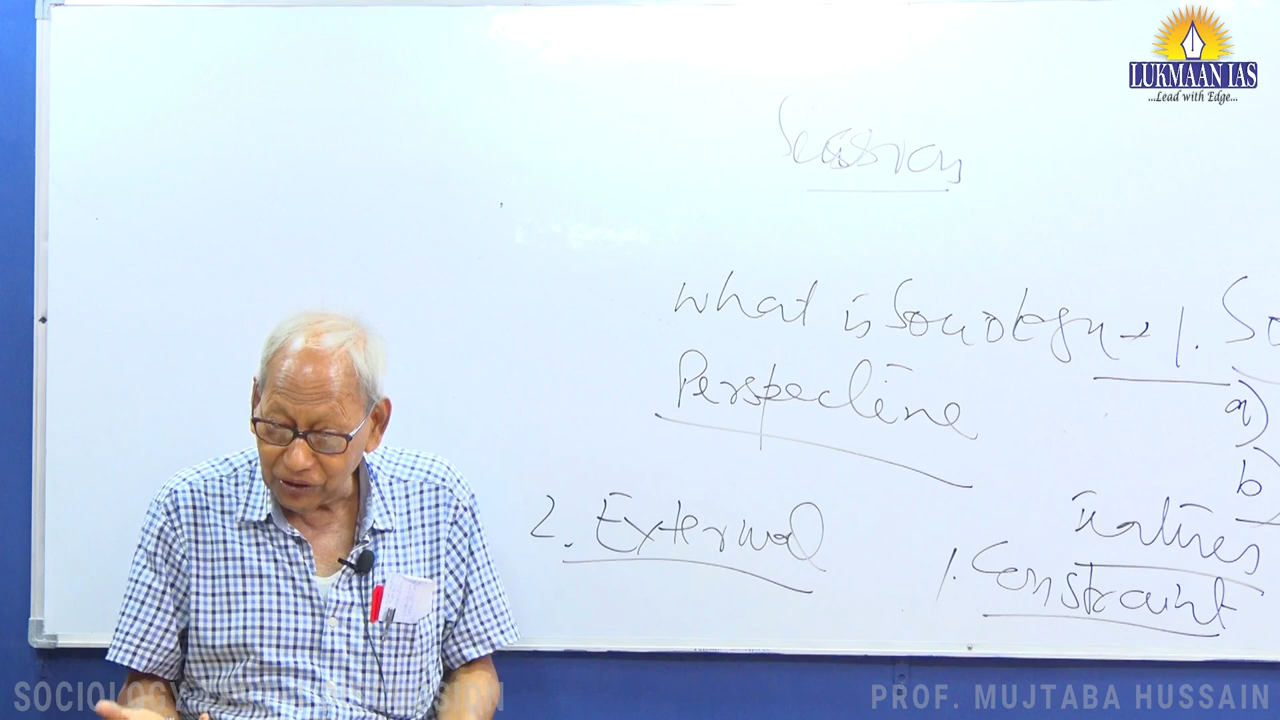 LUKMAAN IAS
...Lead with Edge...
Session
What is Sociology → 1. So
Perspective
a)
b)
2. External
1. Constraint
SOCIOLOGY
PROF. MUJTABA HUSSAIN